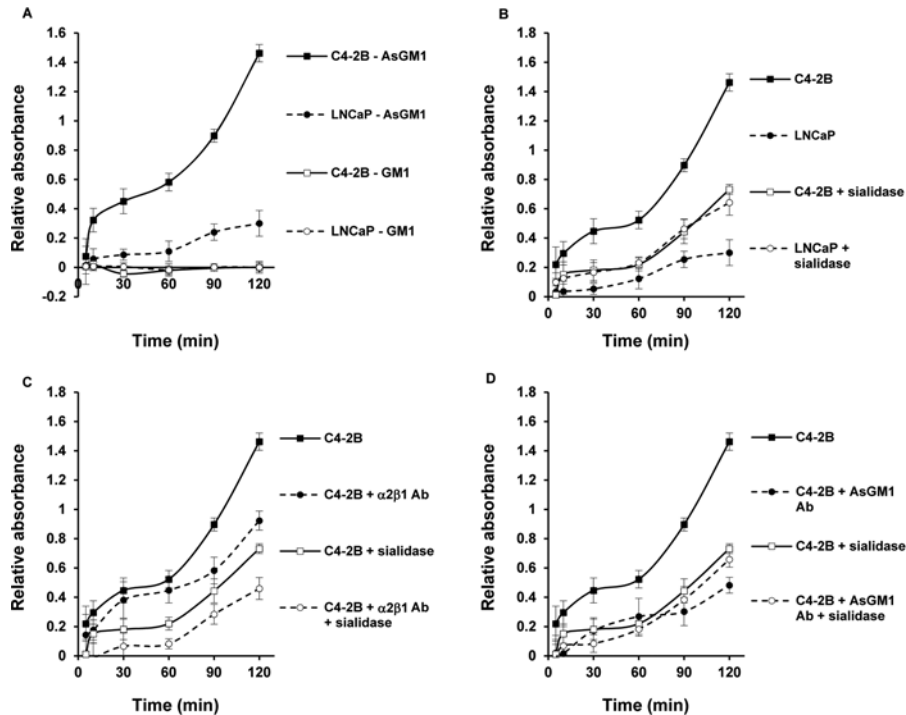 A
Relative absorbance
1.6
1.4
1.2
1
0.8
0.6
0.4
0.2
0
-0.2
30
60
90
120
Time (min)
C4-2B - AsGM1
LNCaP - AsGM1
C4-2B - GM1
LNCaP - GM1
B
Relative absorbance
1.8
1.6
1.4
1.2
1
0.8
0.6
0.4
0.2
0
0
30
60
90
120
Time (min)
C4-2B
LNCaP
C4-2B + sialidase
LNCaP +
sialidase
C
Relative absorbance
1.8
1.6
1.4
1.2
1
0.8
0.6
0.4
0.2
0
0
30
60
90
120
Time (min)
C4-2B
C4-2B + α2β1 Ab
C4-2B + sialidase
C4-2B + α2β1 Ab
+ sialidase
D
Relative absorbance
1.8
1.6
1.4
1.2
1
0.8
0.6
0.4
0.2
0
0
30
60
90
120
Time (min)
C4-2B
C4-2B + AsGM1
Ab
C4-2B + sialidase
C4-2B + AsGM1
Ab + sialidase